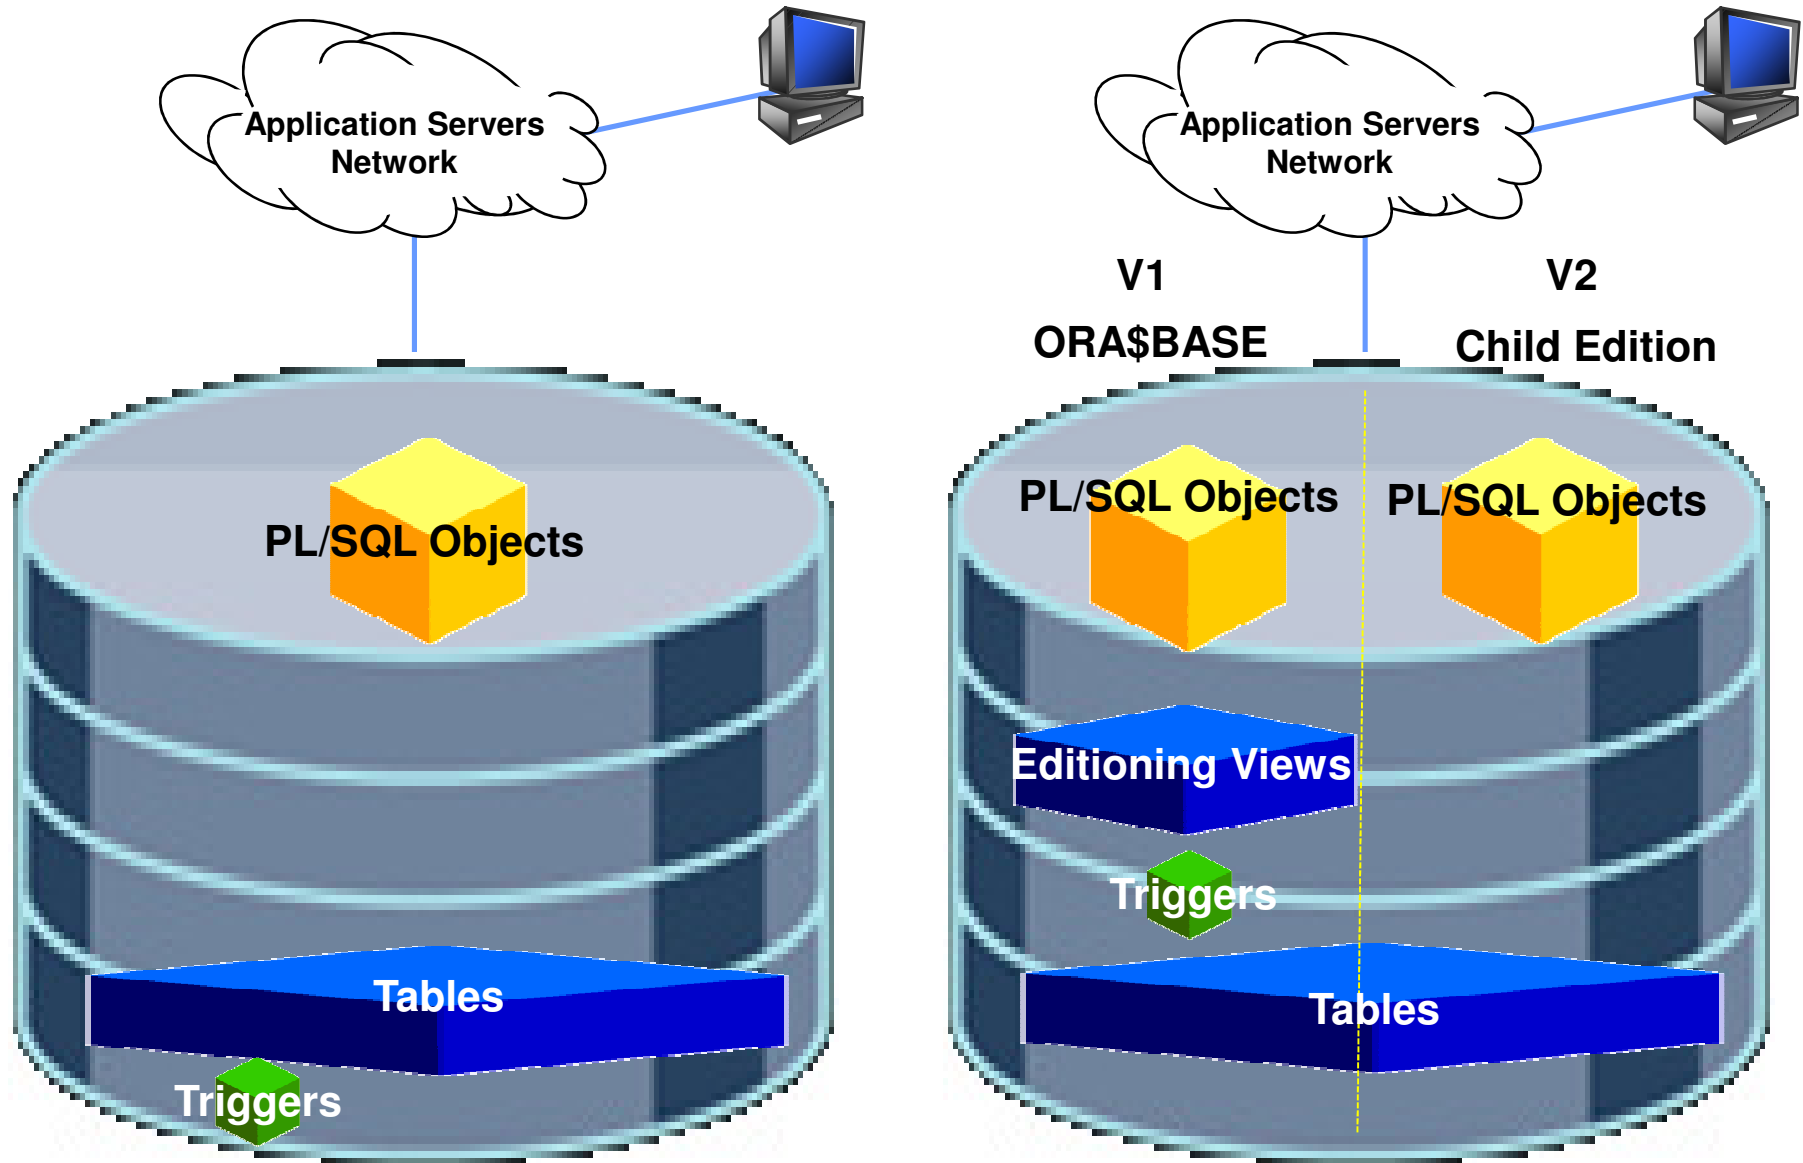 Application Servers
Network
PL/SQL Objects
Tables
Triggers
Application Servers
Network
V1
V2
ORA$BASE
Child Edition
PL/SQL Objects
PL/SQL Objects
Editioning Views
Triggers
Tables